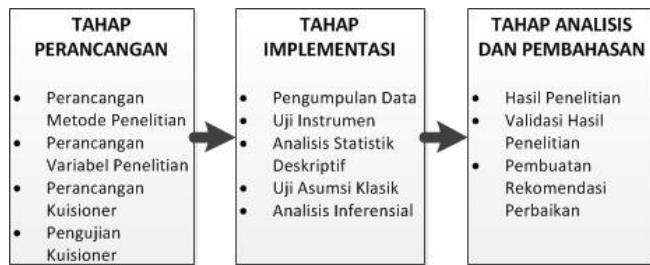 TAHAP
PERANCANGAN
• Perancangan
Metode Penelitian
• Perancangan
Variabel Penelitian
• Perancangan
Kuisioner
• Pengujian
Kuisioner
TAHAP
IMPLEMENTASI
• Pengumpulan Data
• Uji Instrumen
• Analisis Statistik
Deskriptif
• Uji Asumsi Klasik
• Analisis Inferensial
TAHAP ANALISIS
DAN PEMBAHASAN
• Hasil Penelitian
• Validasi Hasil
Penelitian
• Pembuatan
Rekomendasi
Perbaikan